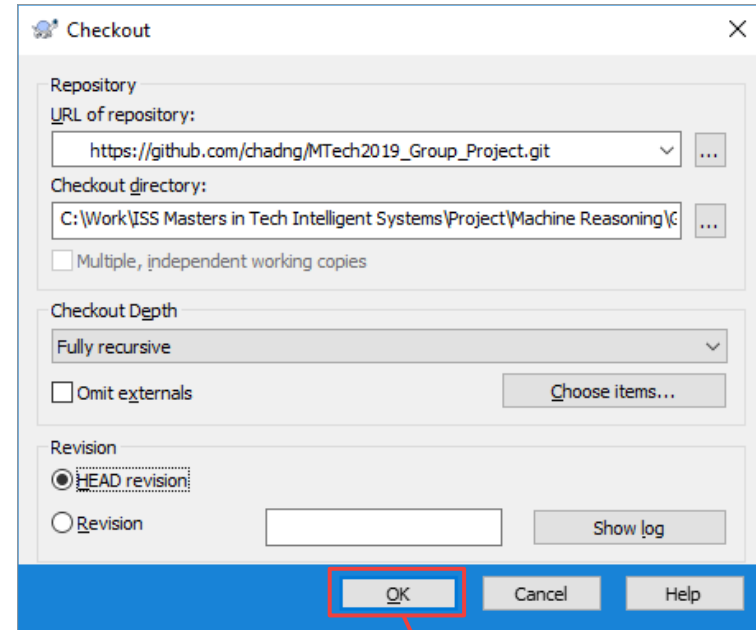 Checkout
Repository
URL of repository:
https://github.com/chadng/MTech2019_Group_Project.git
...
Checkout directory:
C:\Work\ISS Masters in Tech Intelligent Systems\Project\Machine Reasoning\G
...
Multiple, independent working copies
Checkout Depth
Fully recursive
Omit externals
Choose items...
Revision
HEAD revision
Revision
Show log
OK Cancel Help